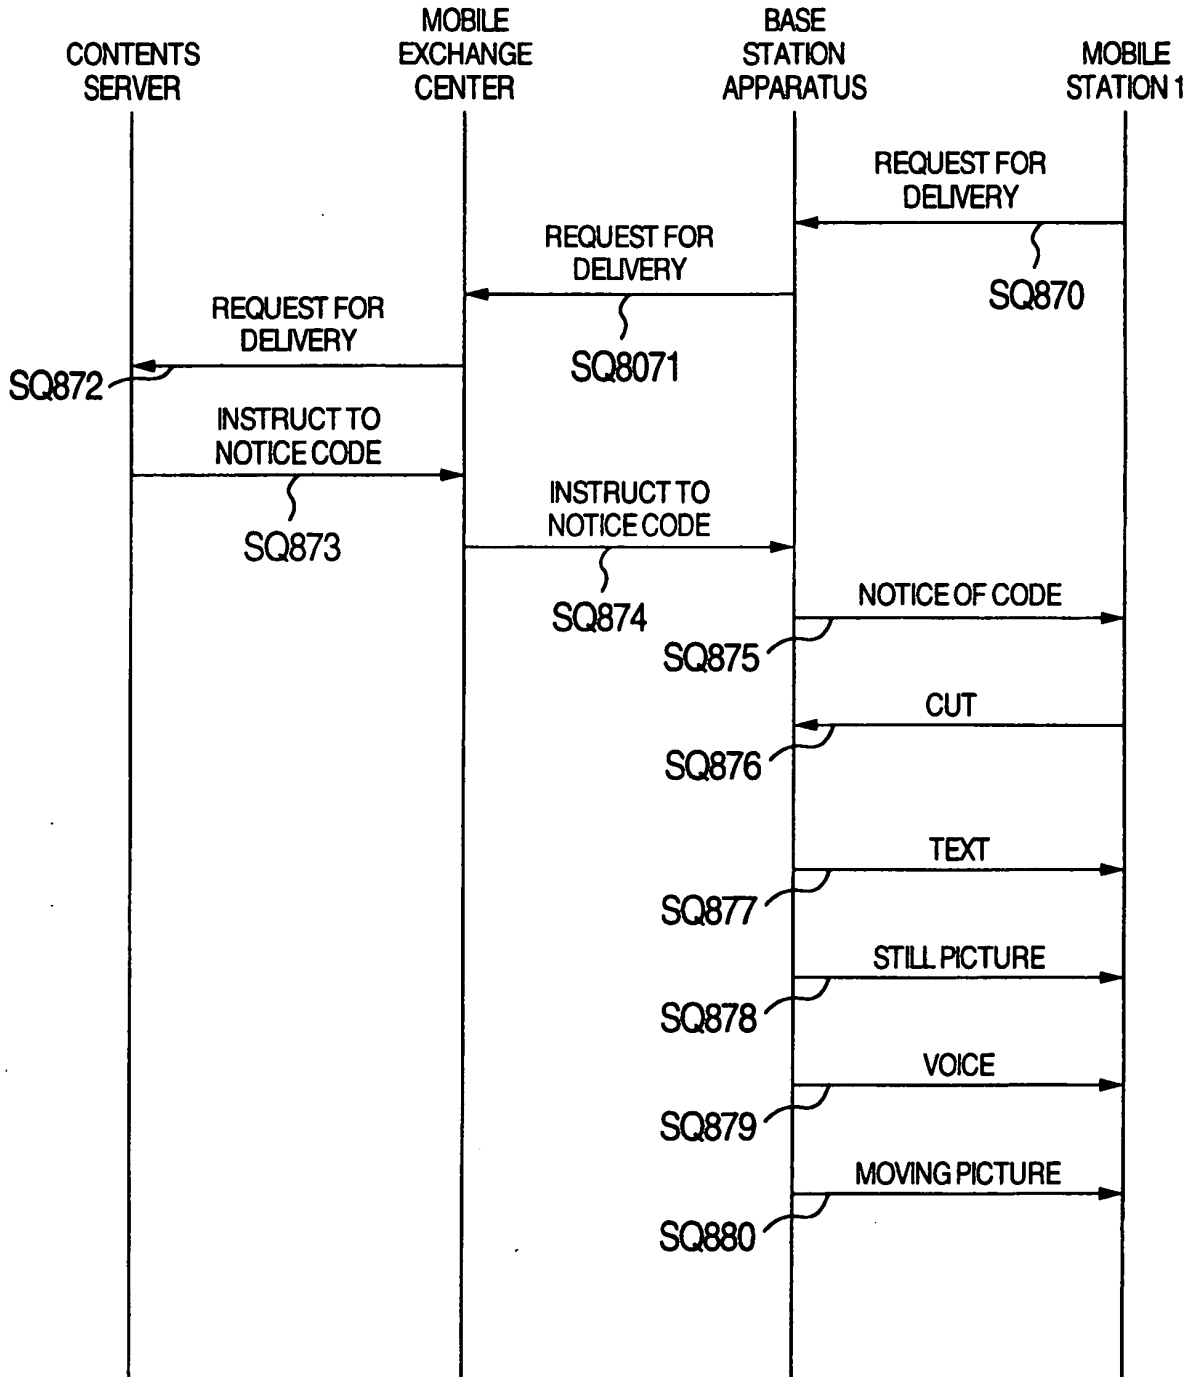 CONTENTS
SERVER
MOBILE
EXCHANGE
CENTER
BASE
STATION
APPARATUS
MOBILE
STATION 1
REQUEST FOR
DELIVERY
SQ870
REQUEST FOR
DELIVERY
SQ8071
REQUEST FOR
DELIVERY
SQ872
INSTRUCT TO
NOTICE CODE
SQ873
INSTRUCT TO
NOTICE CODE
SQ874
NOTICE OF CODE
SQ875
CUT
SQ876
TEXT
SQ877
STILL PICTURE
SQ878
VOICE
SQ879
MOVING PICTURE
SQ880